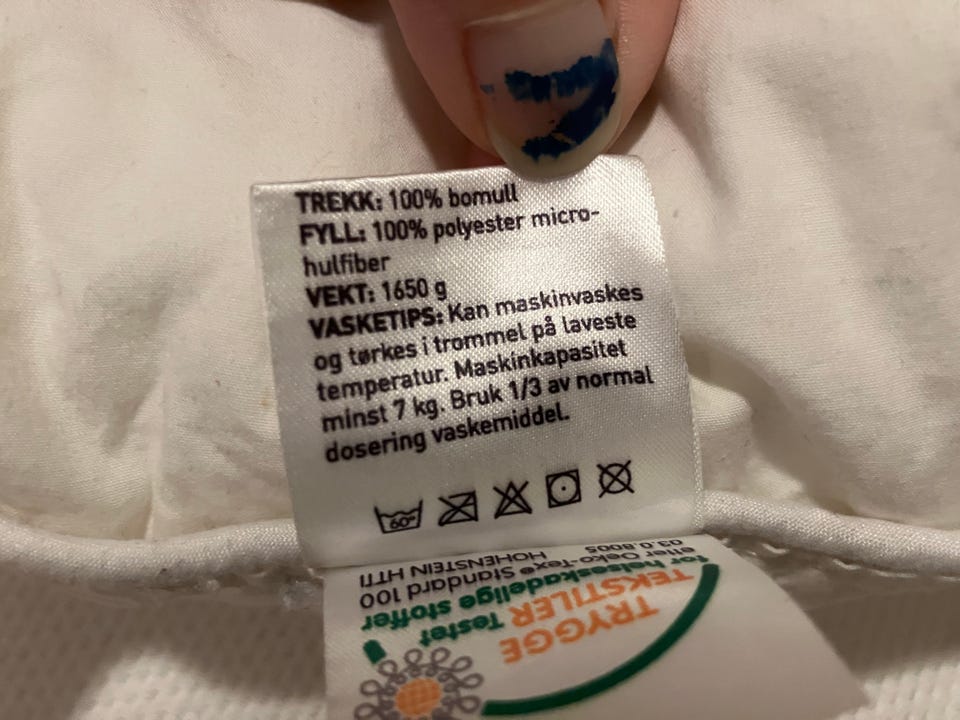 TREKK: 100% bomull
FYLL: 100% polyester micro-
hulfiber
VEKT: 1650 g
VASKETIPS: Kan maskinvaskes
og tørkes i trommel på laveste
temperatur. Maskinkapasitet
minst 7 kg. Bruk 1/3 av normal
dosering vaskemiddel.
60°
TRYGGE
TEKSTILER Testet
for helseskadelige stoffer
etter Oeko-Tex® Standard 100
03.0.8005 HOHENSTEIN HTTI